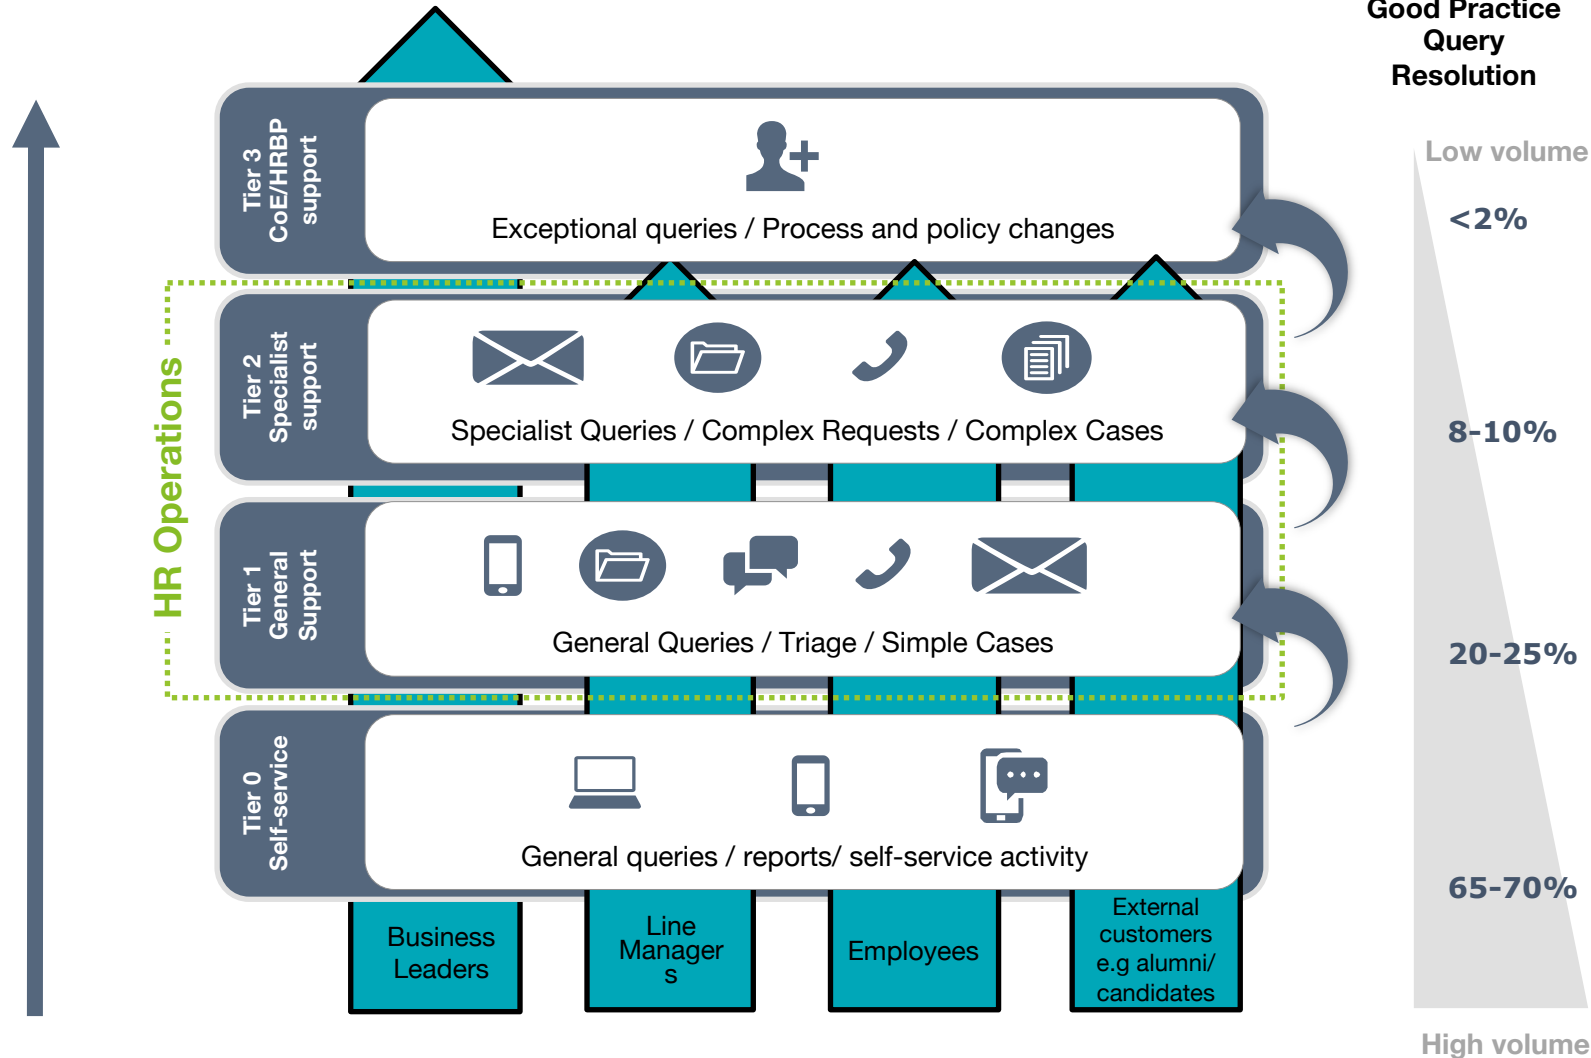 Good Practice
Query
Resolution
Low volume
Tier 3
CoE/HRBP
support
Exceptional queries / Process and policy changes
<2%
HR Operations
Tier 2
Specialist
support
Specialist Queries / Complex Requests / Complex Cases
8-10%
Tier 1
General
Support
General Queries / Triage / Simple Cases
20-25%
Tier 0
Self-service
General queries / reports/ self-service activity
65-70%
Business
Leaders
Line
Manager
s
Employees
External
customers
e.g alumni/
candidates
High volume